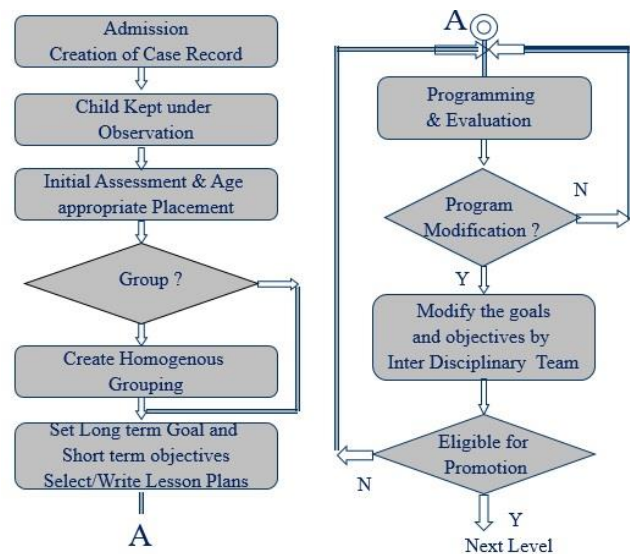 Admission
Creation of Case Record
Child Kept under
Observation
Initial Assessment & Age
appropriate Placement
Group ?
Create Homogenous
Grouping
Set Long term Goal and
Short term objectives
Select/Write Lesson Plans
A
A
Programming
& Evaluation
N
Program
Modification ?
Y
Modify the goals
and objectives by
Inter Disciplinary Team
Eligible for
Promotion
N
Y
Next Level